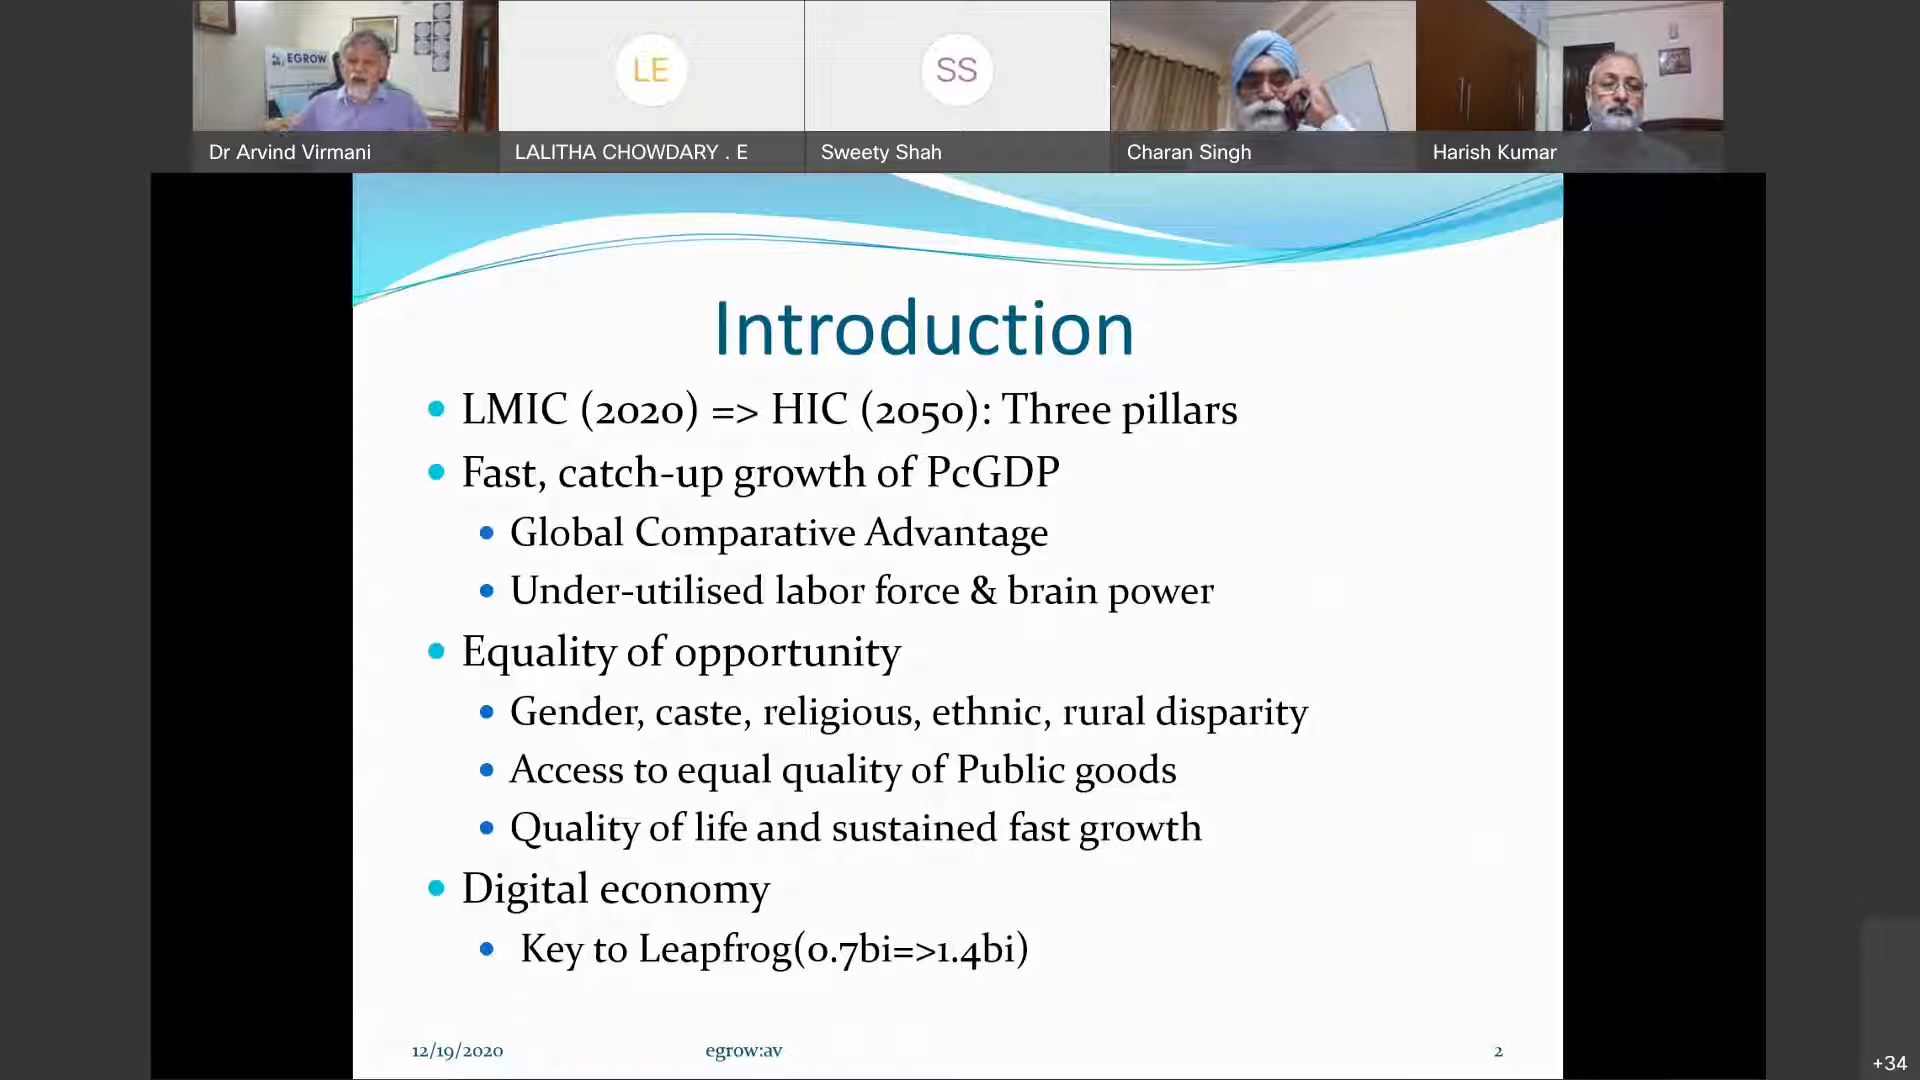 EGROW
LE
SS
Dr Arvind Virmani
LALITHA CHOWDARY . E
Sweety Shah
Charan Singh
Harish Kumar
Introduction
LMIC (2020) => HIC (2050): Three pillars
Fast, catch-up growth of PcGDP
Global Comparative Advantage
Under-utilised labor force & brain power
Equality of opportunity
Gender, caste, religious, ethnic, rural disparity
Access to equal quality of Public goods
Quality of life and sustained fast growth
Digital economy
Key to Leapfrog(0.7bi=>1.4bi)
12/19/2020
egrow:av
2
+34